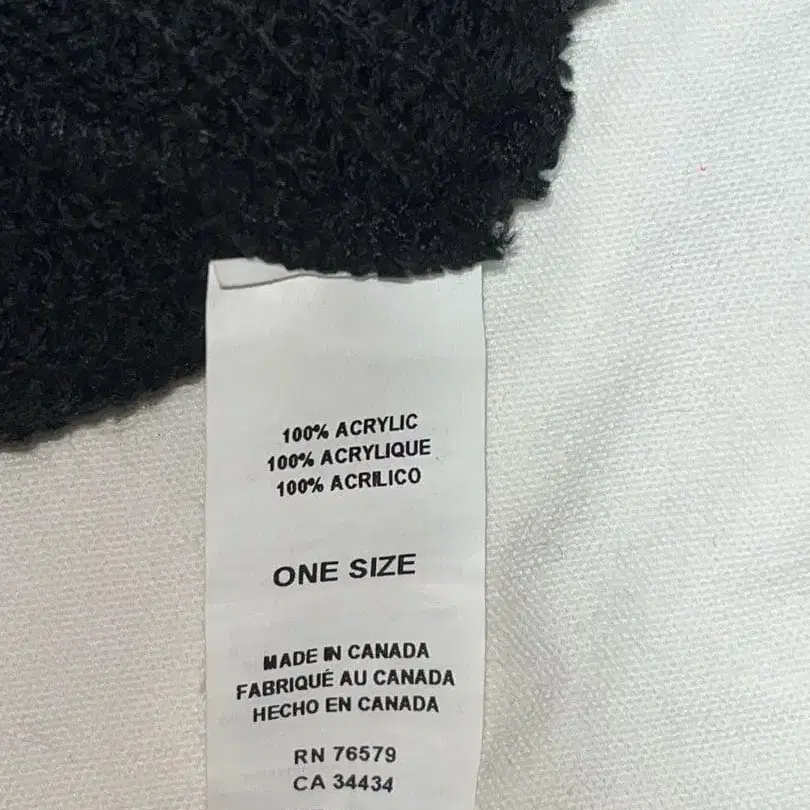 100% ACRYLIC
100% ACRYLIQUE
100% ACRILICO
ONE SIZE
MADE IN CANADA
FABRIQUÉ AU CANADA
HECHO EN CANADA
RN 76579
CA 34434